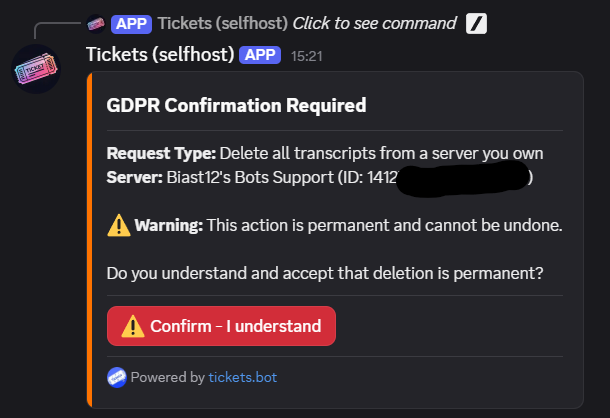 APP Tickets (selfhost) Click to see command
Tickets (selfhost) APP 15:21
GDPR Confirmation Required
Request Type: Delete all transcripts from a server you own
Server: Biast12's Bots Support (ID: 1412 )
⚠️ Warning: This action is permanent and cannot be undone.
Do you understand and accept that deletion is permanent?
⚠️ Confirm - I understand
Powered by tickets.bot